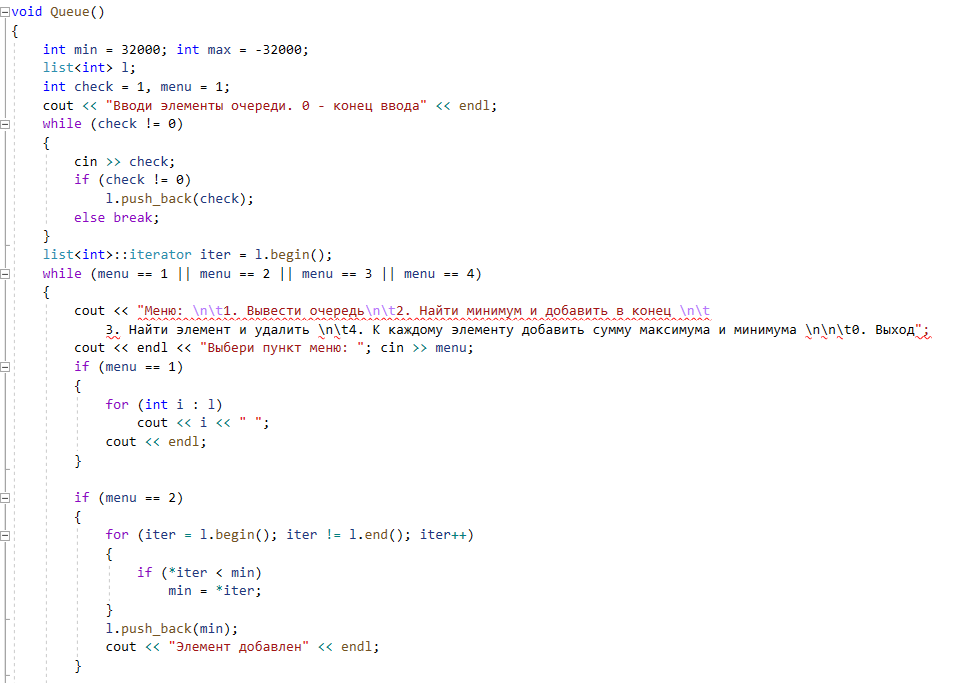 void Queue()
{
    int min = 32000; int max = -32000;
    list<int> l;
    int check = 1, menu = 1;
    cout << "Вводи элементы очереди. 0 - конец ввода" << endl;
    while (check != 0)
    {
        cin >> check;
        if (check != 0)
            l.push_back(check);
        else break;
    }
    list<int>::iterator iter = l.begin();
    while (menu == 1 || menu == 2 || menu == 3 || menu == 4)
    {
        cout << "Меню: \n\t1. Вывести очередь\n\t2. Найти минимум и добавить в конец \n\t
            3. Найти элемент и удалить \n\t4. К каждому элементу добавить сумму максимума и минимума \n\n\t0. Выход";
        cout << endl << "Выбери пункт меню: "; cin >> menu;
        if (menu == 1)
        {
            for (int i : l)
                cout << i << " ";
            cout << endl;
        }

        if (menu == 2)
        {
            for (iter = l.begin(); iter != l.end(); iter++)
            {
                if (*iter < min)
                    min = *iter;
            }
            l.push_back(min);
            cout << "Элемент добавлен" << endl;
        }